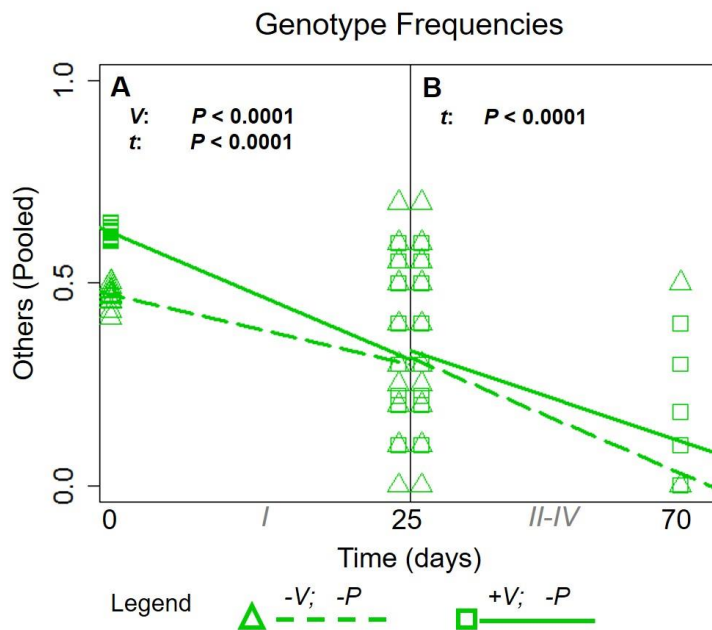 Genotype Frequencies
A
B
V: P < 0.0001
t: P < 0.0001
t: P < 0.0001
Others (Pooled)
1.0
0.5
0.0
0 I 25 II-IV 70
Time (days)
Legend -V; -P +V; -P